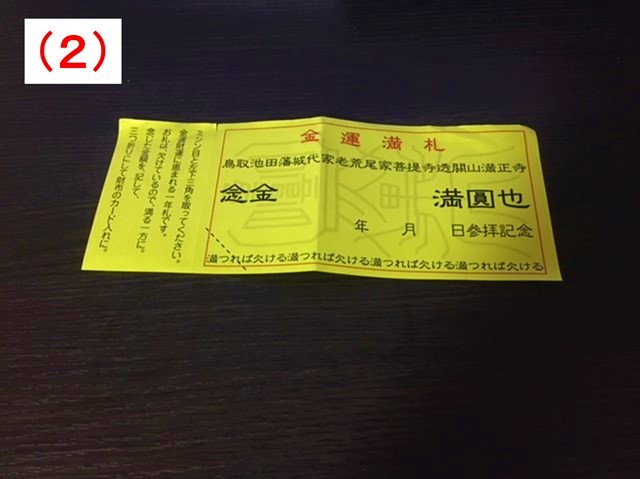 （2）
金運満札
鳥取池田藩城代家老荒尾家菩提寺透關山満正寺
念金 満圓也
年 月 日参拝記念
満つれば欠ける満つれば欠ける満つれば欠ける満つれば欠ける
ミシン目と左下三角を取ってください。
金運財運に恵まれる一年札です。
お札は、欠けているので、満る一方に。
念じた金額を、記して、
三つ折りにして財布のカード入れに。